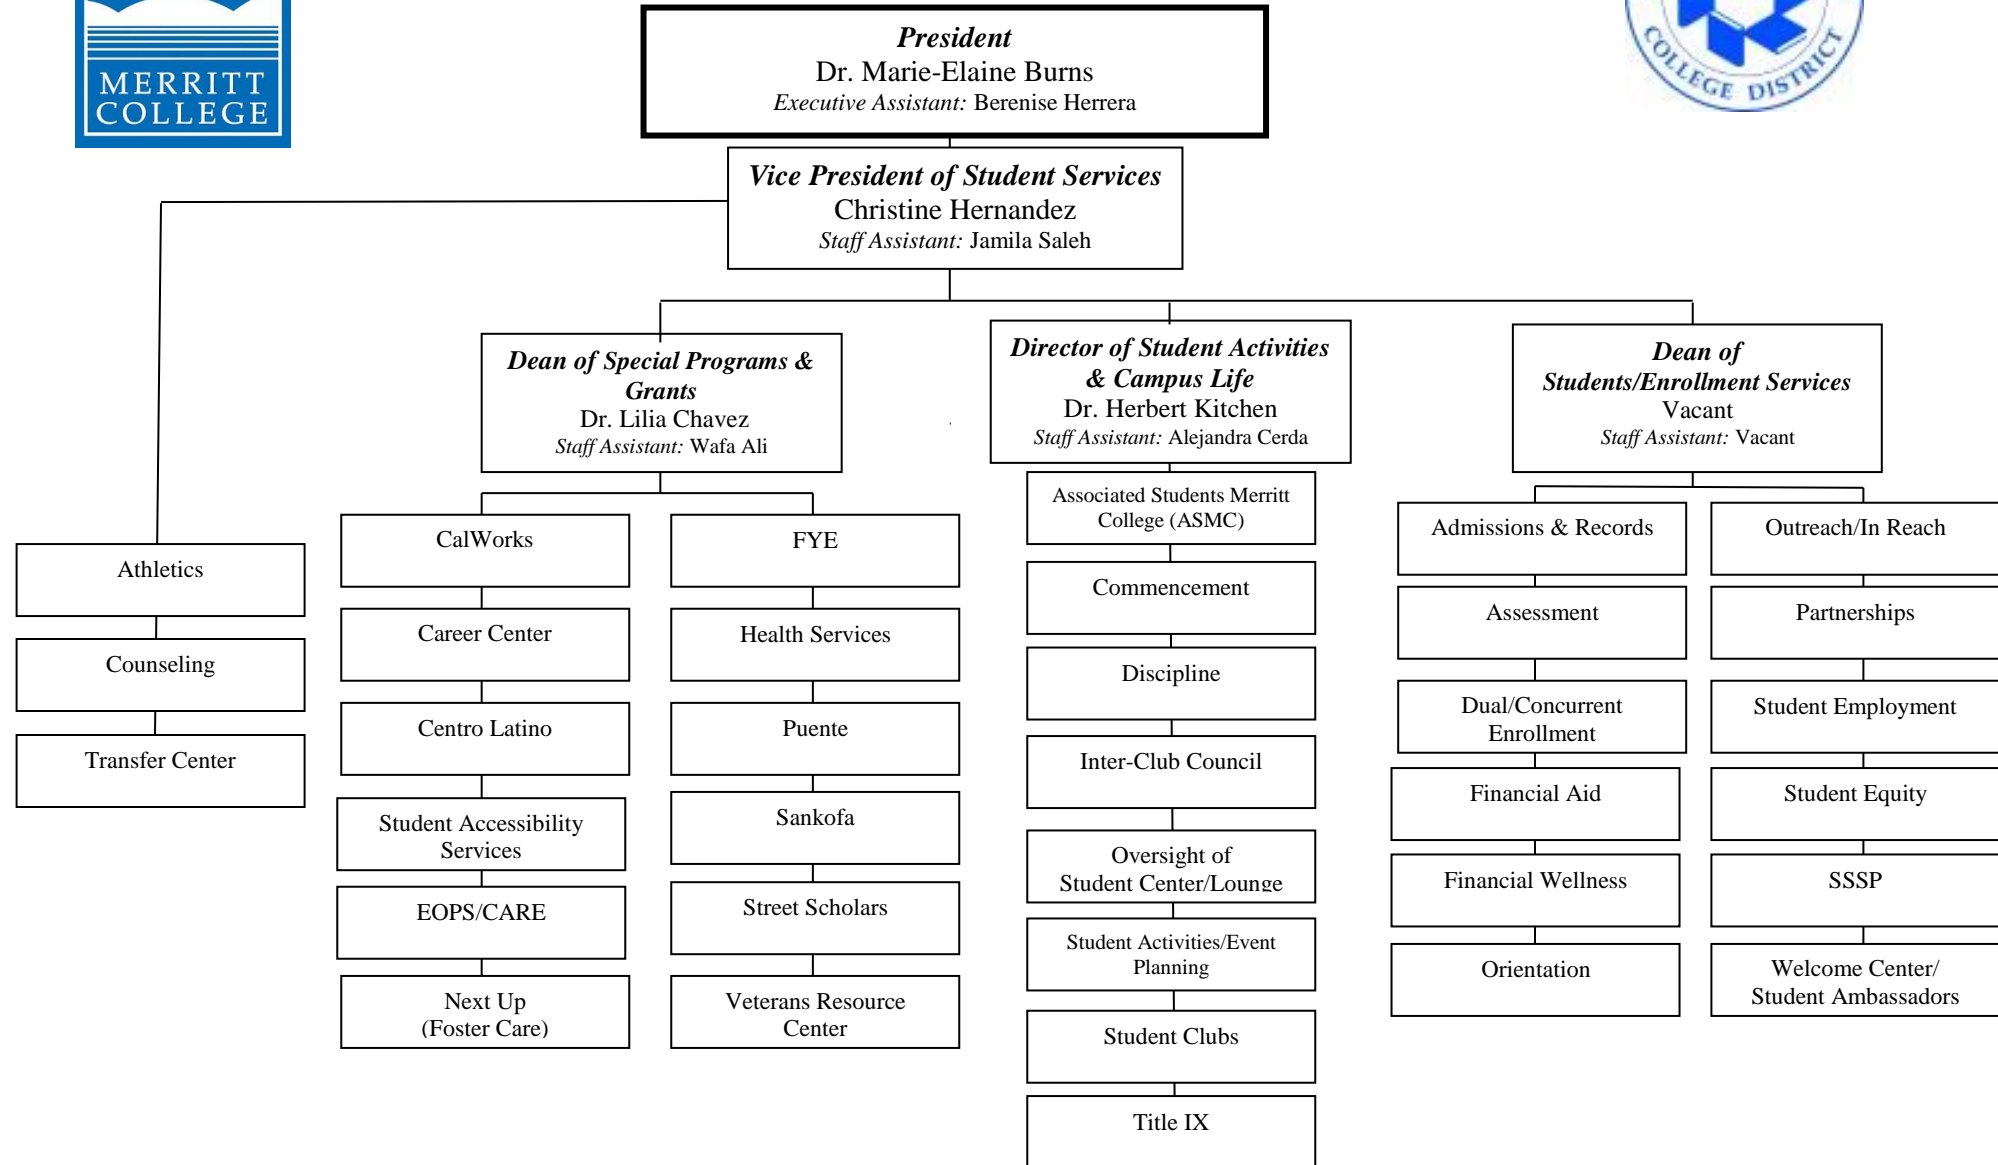 MERRITT
COLLEGE
President
Dr. Marie-Elaine Burns
Executive Assistant: Berenise Herrera
COLLEGE DISTRICT
Vice President of Student Services
Christine Hernandez
Staff Assistant: Jamila Saleh
Athletics
Counseling
Transfer Center
Dean of Special Programs &
Grants
Dr. Lilia Chavez
Staff Assistant: Wafa Ali
CalWorks
Career Center
Centro Latino
Student Accessibility
Services
EOPS/CARE
Next Up
(Foster Care)
FYE
Health Services
Puente
Sankofa
Street Scholars
Veterans Resource
Center
Director of Student Activities
& Campus Life
Dr. Herbert Kitchen
Staff Assistant: Alejandra Cerda
Associated Students Merritt
College (ASMC)
Commencement
Discipline
Inter-Club Council
Oversight of
Student Center/Lounge
Student Activities/Event
Planning
Student Clubs
Title IX
Dean of
Students/Enrollment Services
Vacant
Staff Assistant: Vacant
Admissions & Records
Assessment
Dual/Concurrent
Enrollment
Financial Aid
Financial Wellness
Orientation
Outreach/In Reach
Partnerships
Student Employment
Student Equity
SSSP
Welcome Center/
Student Ambassadors